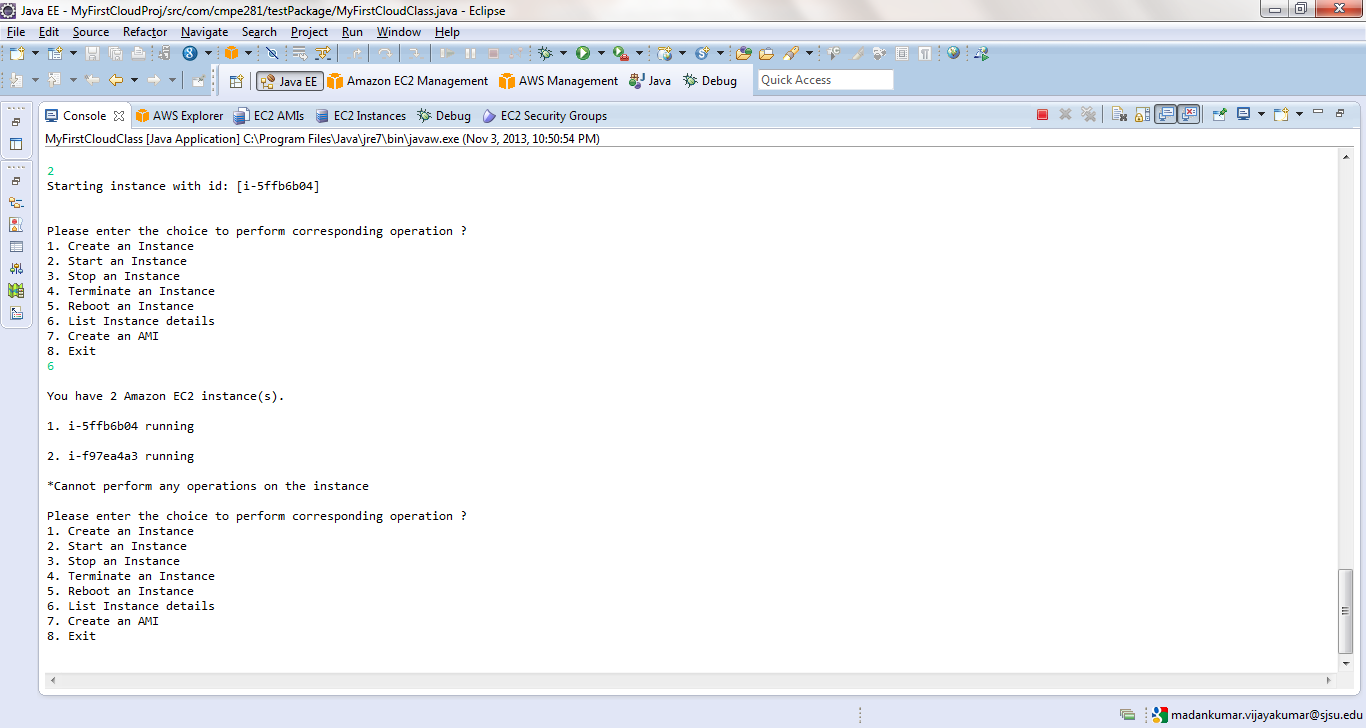 Java EE - MyFirstCloudProj/src/com/cmpe281/testPackage/MyFirstCloudClass.java - Eclipse
File Edit Source Refactor Navigate Search Project Run Window Help
Java EE Amazon EC2 Management AWS Management Java Debug Quick Access
Console AWS Explorer EC2 AMIs EC2 Instances Debug EC2 Security Groups
MyFirstCloudClass [Java Application] C:\Program Files\Java\jre7\bin\javaw.exe (Nov 3, 2013, 10:50:54 PM)
2
Starting instance with id: [i-5ffb6b04]
Please enter the choice to perform corresponding operation ?
1. Create an Instance
2. Start an Instance
3. Stop an Instance
4. Terminate an Instance
5. Reboot an Instance
6. List Instance details
7. Create an AMI
8. Exit
6
You have 2 Amazon EC2 instance(s).
1. i-5ffb6b04 running
2. i-f97ea4a3 running
*Cannot perform any operations on the instance
Please enter the choice to perform corresponding operation ?
1. Create an Instance
2. Start an Instance
3. Stop an Instance
4. Terminate an Instance
5. Reboot an Instance
6. List Instance details
7. Create an AMI
8. Exit
madankumar.vijayakumar@sjsu.edu